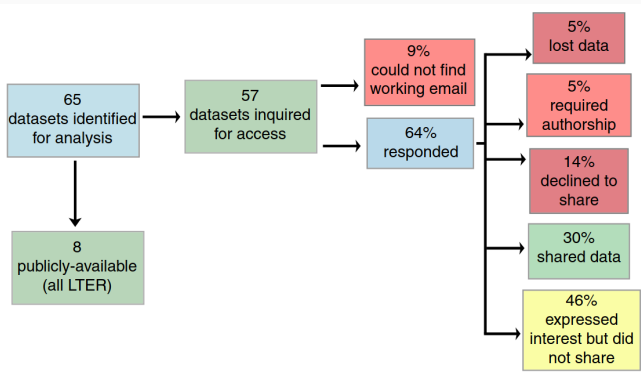 65
datasets identified
for analysis
8
publicly-available
(all LTER)
57
datasets inquired
for access
9%
could not find
working email
64%
responded
5%
lost data
5%
required
authorship
14%
declined to
share
30%
shared data
46%
expressed
interest but did
not share